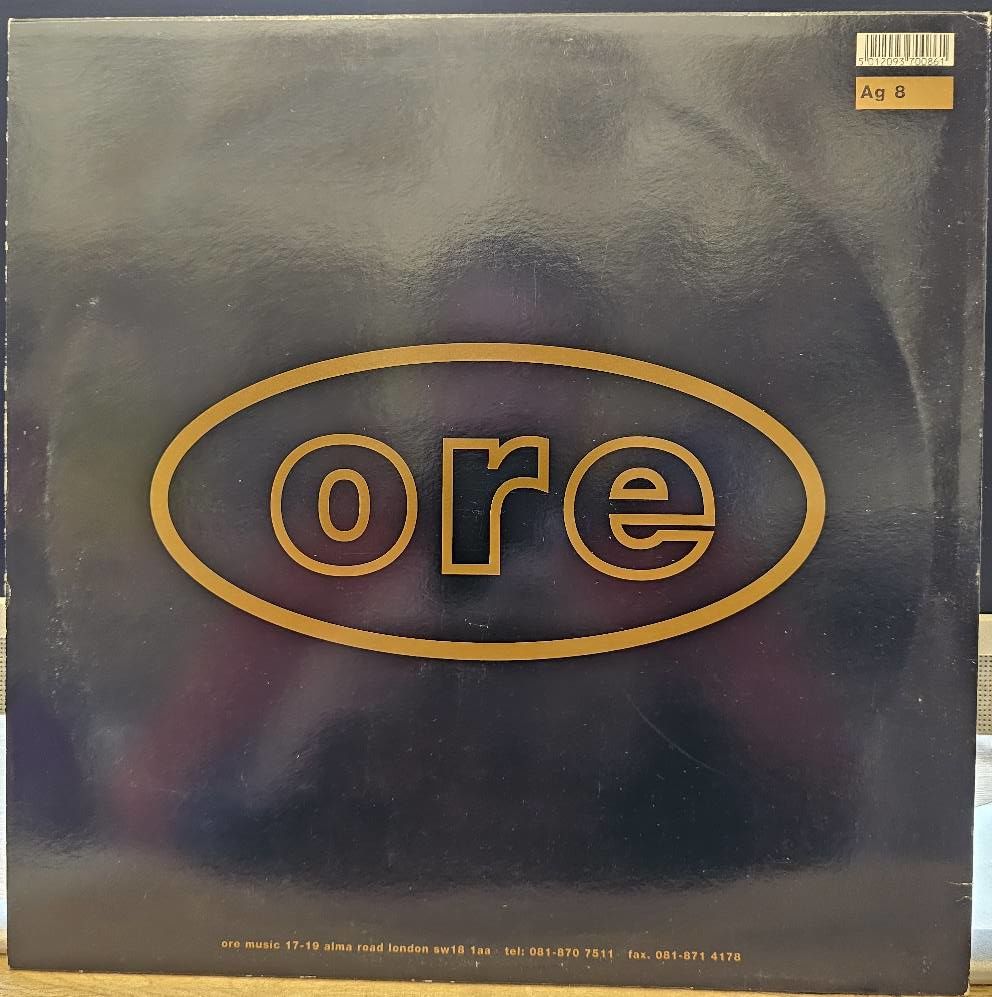 5 012093 700861
Ag 8
ore
ore music 17-19 alma road london sw18 1aa tel: 081-870 7511 fax. 081-871 4178